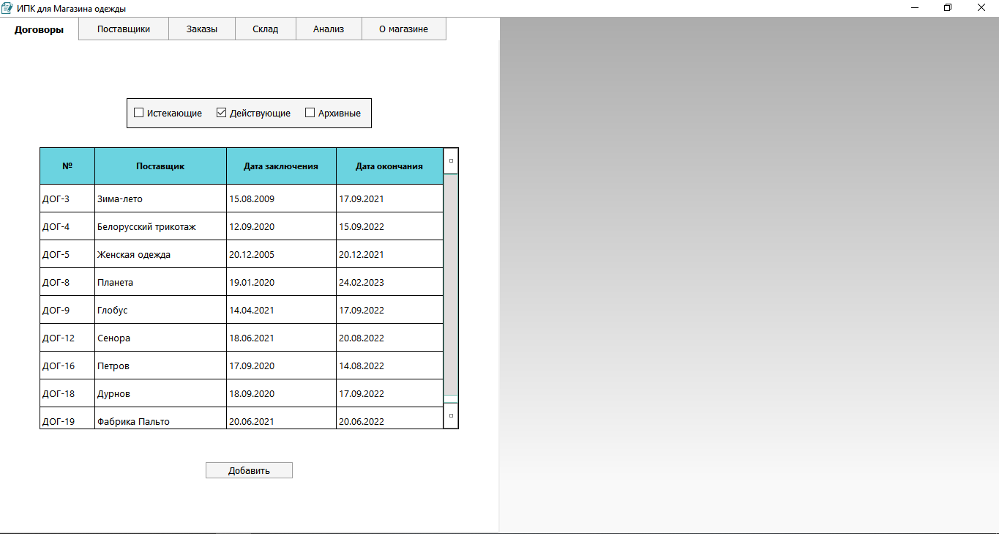 ИПК для Магазина одежды
Договоры Поставщики Заказы Склад Анализ О магазине
Истекающие Действующие Архивные
№ Поставщик Дата заключения Дата окончания
ДОГ-3 Зима-лето 15.08.2009 17.09.2021
ДОГ-4 Белорусский трикотаж 12.09.2020 15.09.2022
ДОГ-5 Женская одежда 20.12.2005 20.12.2021
ДОГ-8 Планета 19.01.2020 24.02.2023
ДОГ-9 Глобус 14.04.2021 17.09.2022
ДОГ-12 Сенора 18.06.2021 20.08.2022
ДОГ-16 Петров 17.09.2020 14.08.2022
ДОГ-18 Дурнов 18.09.2020 17.09.2022
ДОГ-19 Фабрика Пальто 20.06.2021 20.06.2022
Добавить